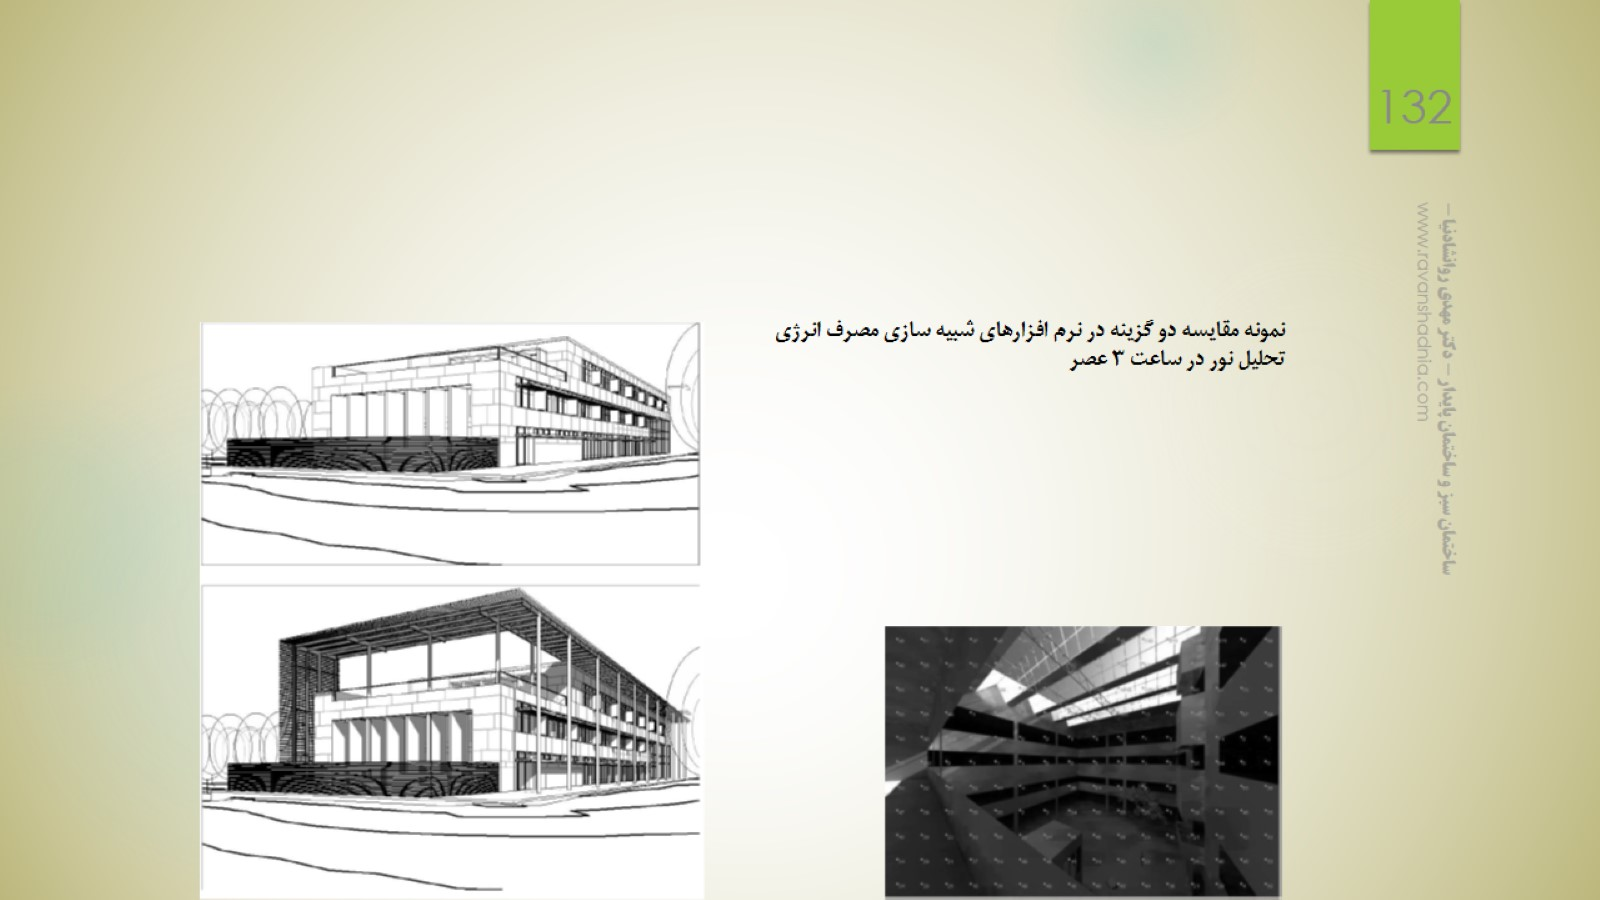 132
نمونه مقایسه دو گزینه در نرم افزارهای شبیه سازی مصرف انرژی
تحلیل نور در ساعت ۳ عصر
ساختمان سبز و ساختمان پایدار – دکتر مهدی روانشادنیا –
www.ravanshadnia.com